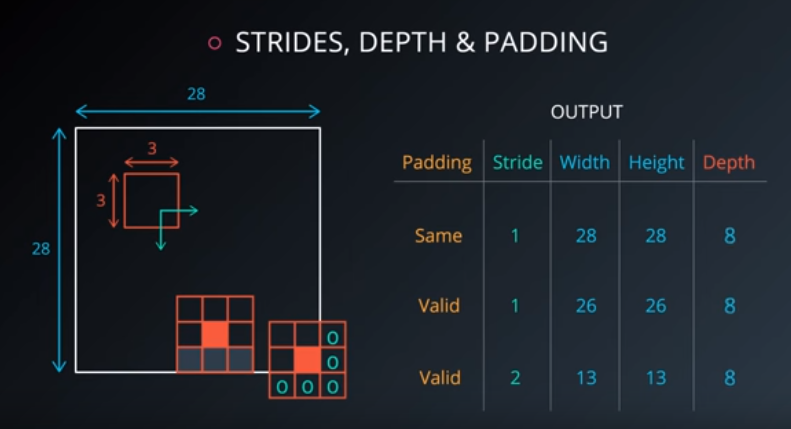 STRIDES, DEPTH & PADDING
28
28
3
3
0
0
0 0 0
OUTPUT
Padding Stride Width Height Depth
Same 1 28 28 8
Valid 1 26 26 8
Valid 2 13 13 8